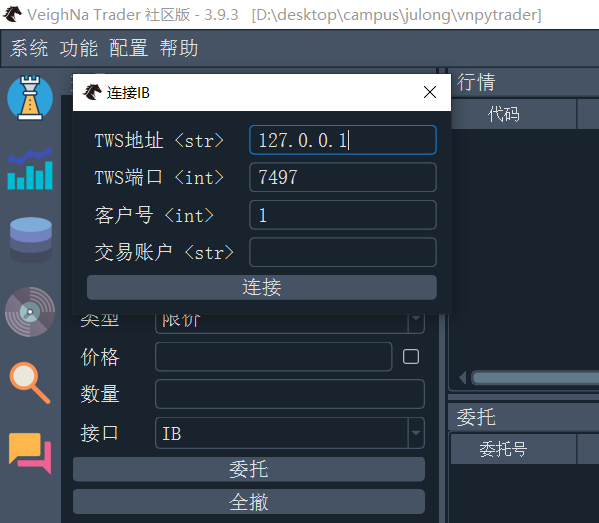 VeighNa Trader 社区版 - 3.9.3 [D:\desktop\campus\julong\vnpytrader]
系统 功能 配置 帮助
连接IB
行情
代码
TWS地址 <str> 127.0.0.1
TWS端口 <int> 7497
客户号 <int> 1
交易账户 <str>
连接
类型 限价
价格
数量
接口 IB
委托
全撤
委托
委托号